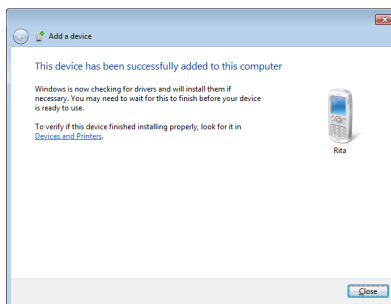 Add a device
This device has been successfully added to this computer
Windows is now checking for drivers and will install them if
necessary. You may need to wait for this to finish before your device
is ready to use.
To verify if this device finished installing properly, look for it in
Devices and Printers.
Rita
Close